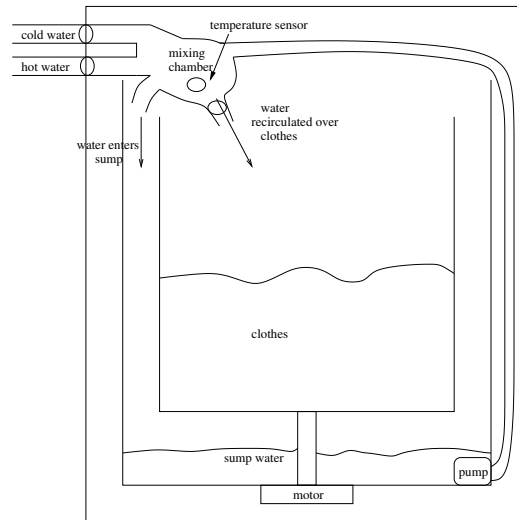 temperature sensor
cold water
mixing
chamber
hot water
water
recirculated over
clothes
water enters
sump
clothes
sump water
pump
motor